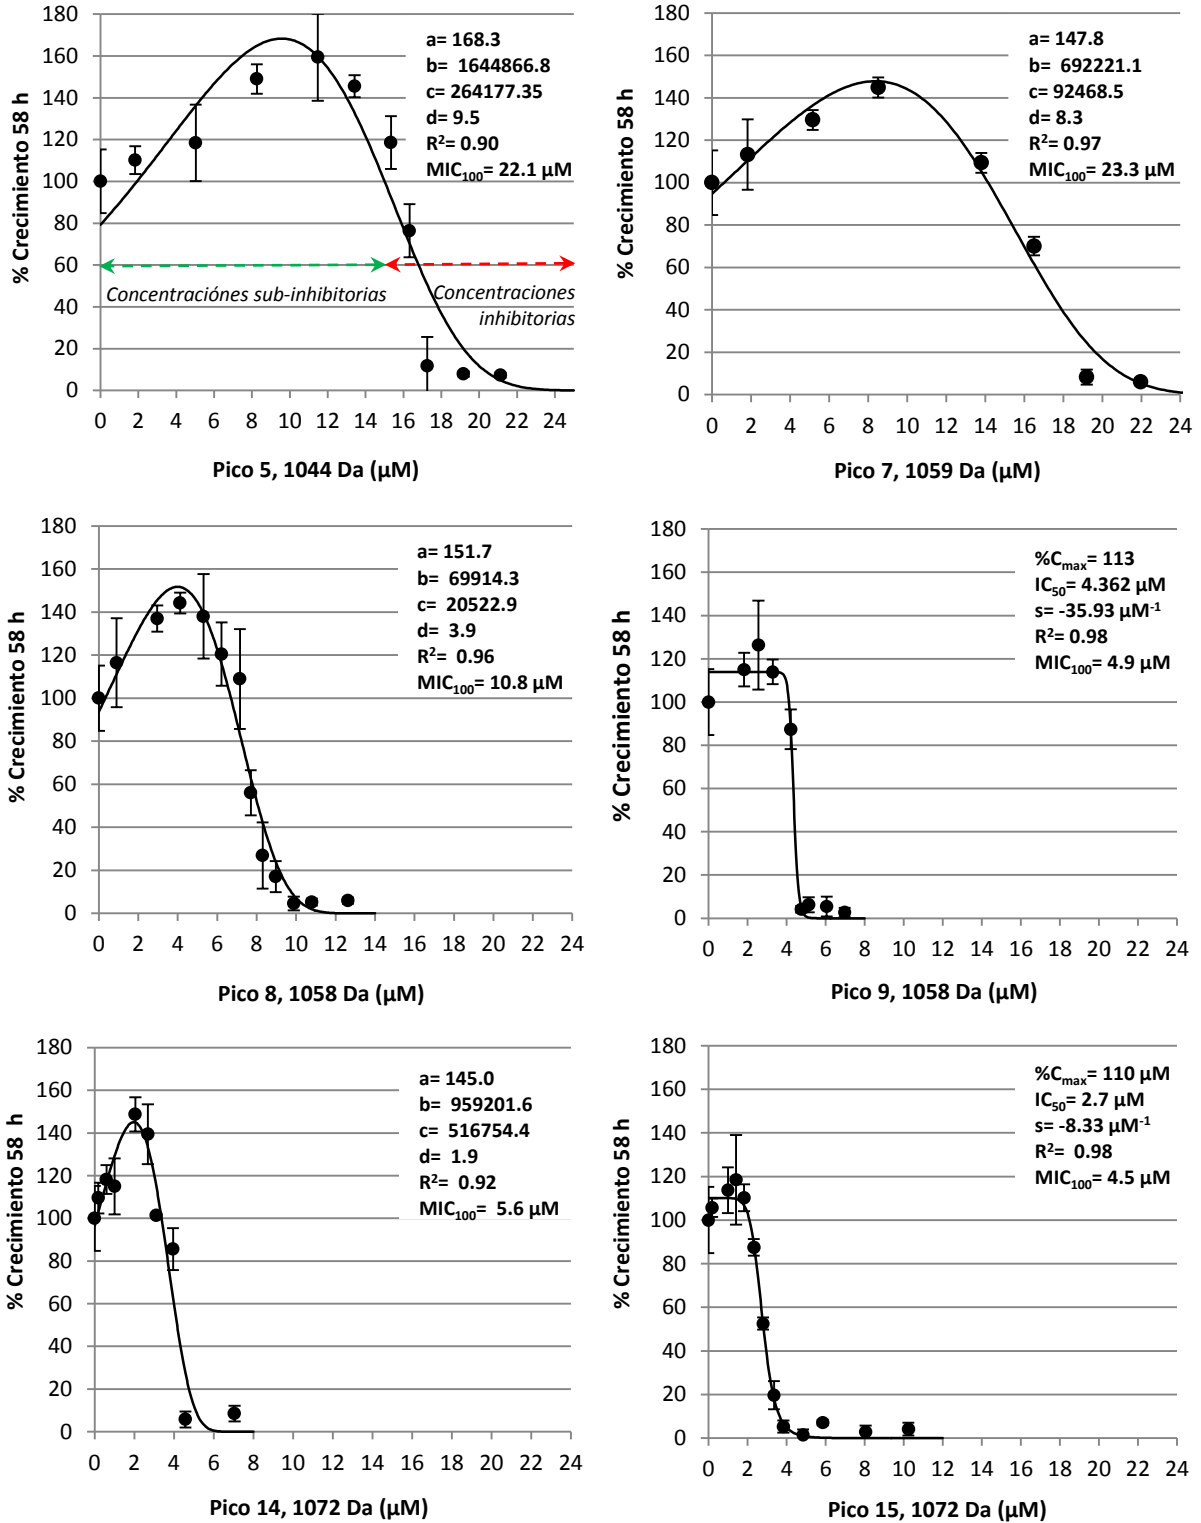 180
160
140
120
100
80
60
40
20
0
% Crecimiento 58 h
a= 168.3
b= 1644866.8
c= 264177.35
d= 9.5
R²= 0.90
MIC₁₀₀= 22.1 µM
Concentraciónes sub-inhibitorias
Concentraciones
inhibitorias
0 2 4 6 8 10 12 14 16 18 20 22 24
Pico 5, 1044 Da (µM)
180
160
140
120
100
80
60
40
20
0
% Crecimiento 58 h
a= 147.8
b= 692221.1
c= 92468.5
d= 8.3
R²= 0.97
MIC₁₀₀= 23.3 µM
0 2 4 6 8 10 12 14 16 18 20 22 24
Pico 7, 1059 Da (µM)
180
160
140
120
100
80
60
40
20
0
% Crecimiento 58 h
a= 151.7
b= 69914.3
c= 20522.9
d= 3.9
R²= 0.96
MIC₁₀₀= 10.8 µM
0 2 4 6 8 10 12 14 16 18 20 22 24
Pico 8, 1058 Da (µM)
180
160
140
120
100
80
60
40
20
0
% Crecimiento 58 h
%Cₘₐₓ= 113
IC₅₀= 4.362 µM
s= -35.93 µM⁻¹
R²= 0.98
MIC₁₀₀= 4.9 µM
0 2 4 6 8 10 12 14 16 18 20 22 24
Pico 9, 1058 Da (µM)
180
160
140
120
100
80
60
40
20
0
% Crecimiento 58 h
a= 145.0
b= 959201.6
c= 516754.4
d= 1.9
R²= 0.92
MIC₁₀₀= 5.6 µM
0 2 4 6 8 10 12 14 16 18 20 22 24
Pico 14, 1072 Da (µM)
180
160
140
120
100
80
60
40
20
0
% Crecimiento 58 h
%Cₘₐₓ= 110 µM
IC₅₀= 2.7 µM
s= -8.33 µM⁻¹
R²= 0.98
MIC₁₀₀= 4.5 µM
0 2 4 6 8 10 12 14 16 18 20 22 24
Pico 15, 1072 Da (µM)